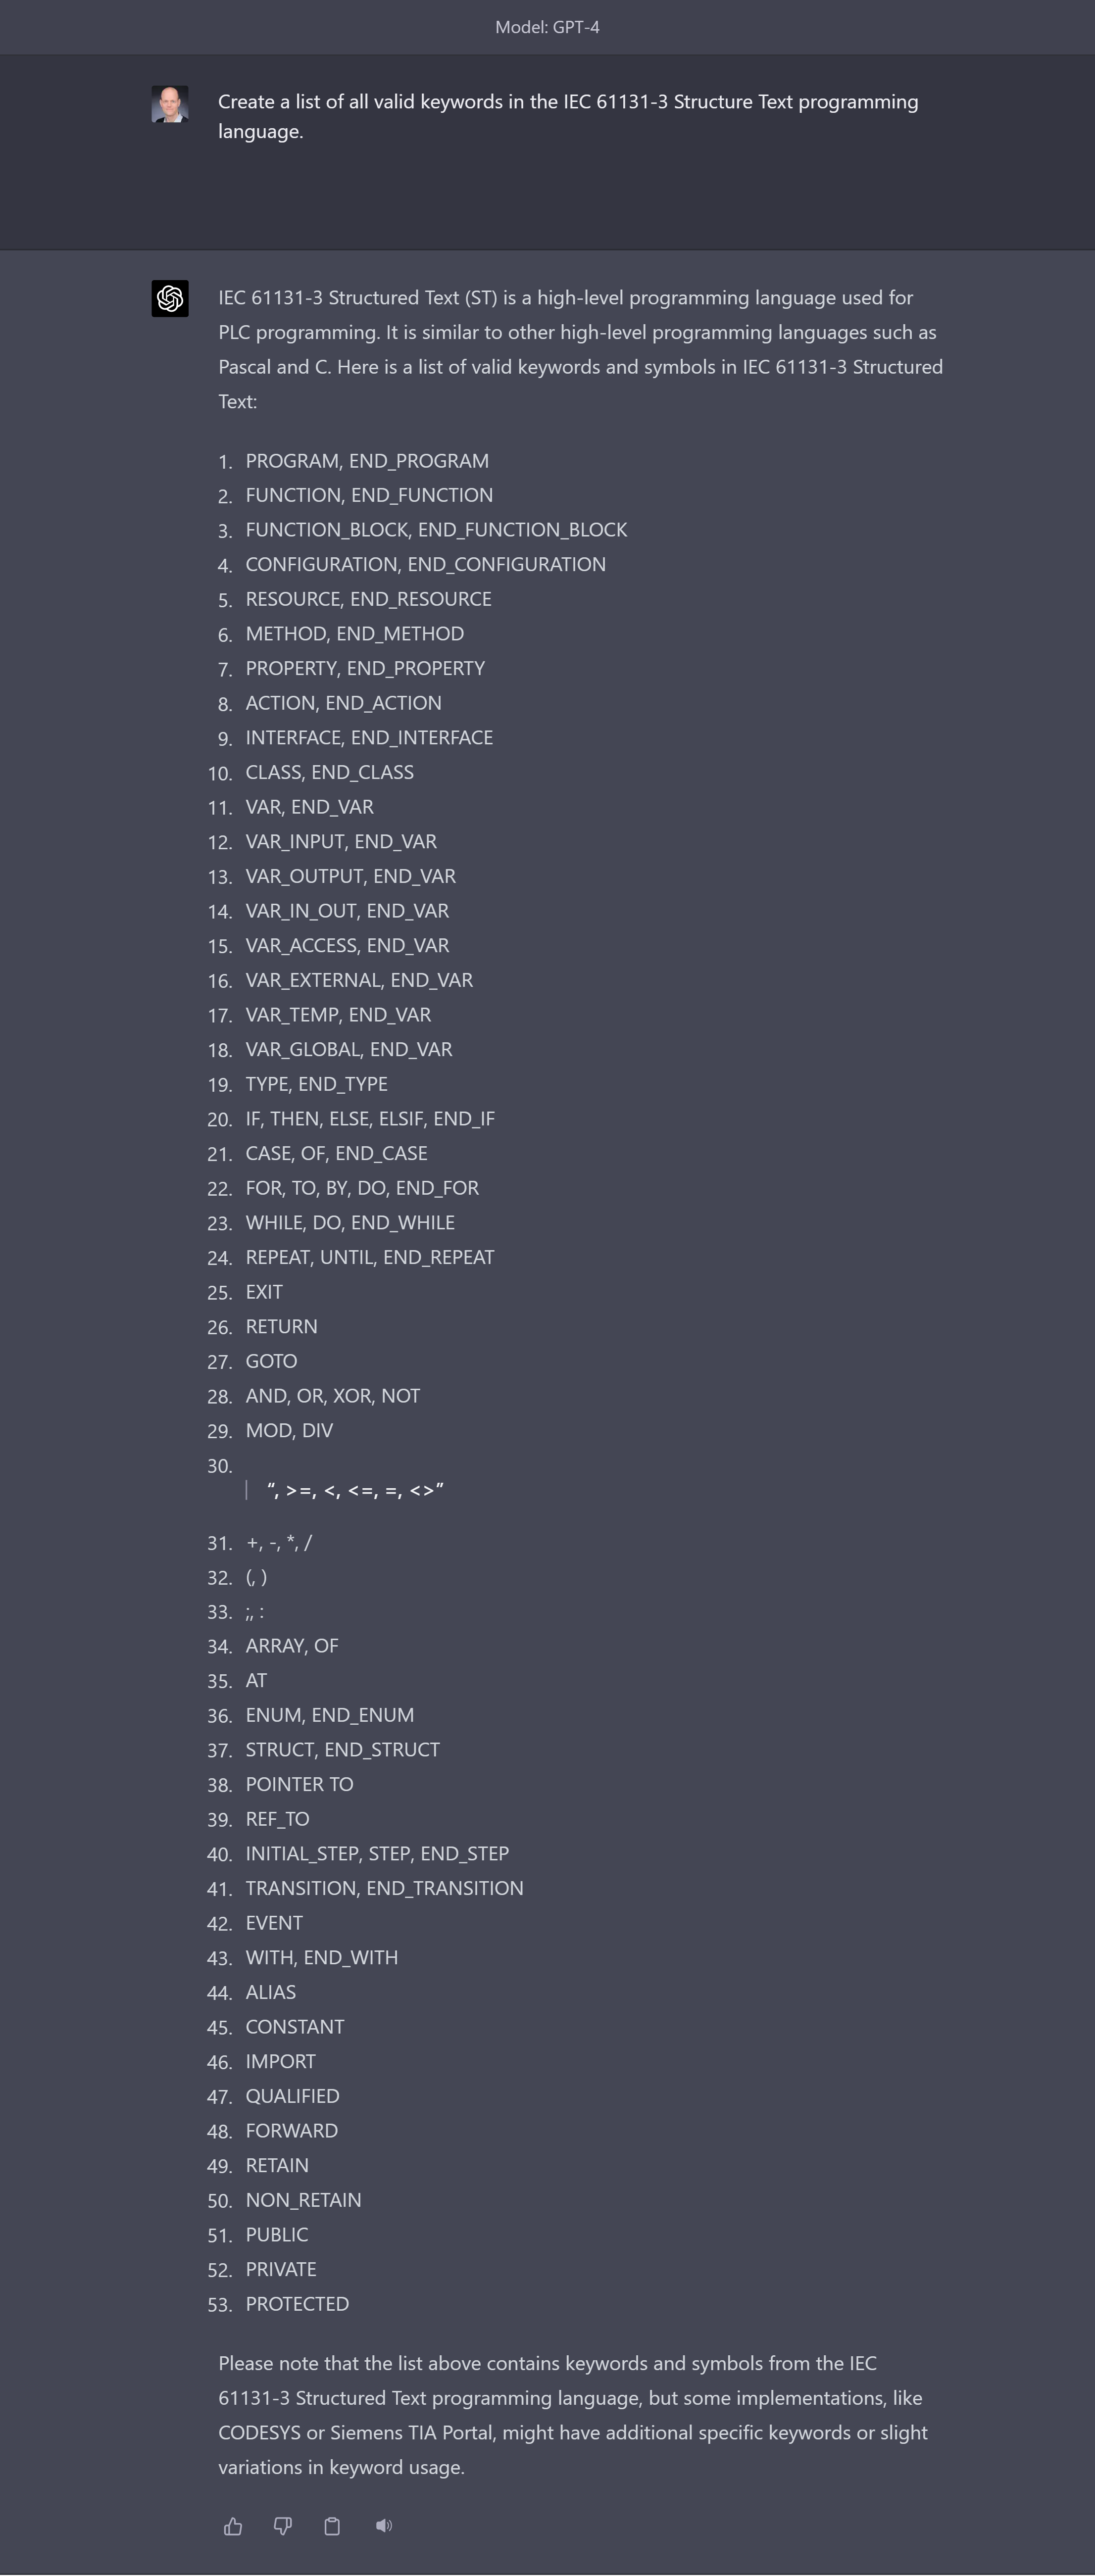 Model: GPT-4
Create a list of all valid keywords in the IEC 61131-3 Structure Text programming
language.
IEC 61131-3 Structured Text (ST) is a high-level programming language used for
PLC programming. It is similar to other high-level programming languages such as
Pascal and C. Here is a list of valid keywords and symbols in IEC 61131-3 Structured
Text:
1. PROGRAM, END_PROGRAM
2. FUNCTION, END_FUNCTION
3. FUNCTION_BLOCK, END_FUNCTION_BLOCK
4. CONFIGURATION, END_CONFIGURATION
5. RESOURCE, END_RESOURCE
6. METHOD, END_METHOD
7. PROPERTY, END_PROPERTY
8. ACTION, END_ACTION
9. INTERFACE, END_INTERFACE
10. CLASS, END_CLASS
11. VAR, END_VAR
12. VAR_INPUT, END_VAR
13. VAR_OUTPUT, END_VAR
14. VAR_IN_OUT, END_VAR
15. VAR_ACCESS, END_VAR
16. VAR_EXTERNAL, END_VAR
17. VAR_TEMP, END_VAR
18. VAR_GLOBAL, END_VAR
19. TYPE, END_TYPE
20. IF, THEN, ELSE, ELSIF, END_IF
21. CASE, OF, END_CASE
22. FOR, TO, BY, DO, END_FOR
23. WHILE, DO, END_WHILE
24. REPEAT, UNTIL, END_REPEAT
25. EXIT
26. RETURN
27. GOTO
28. AND, OR, XOR, NOT
29. MOD, DIV
30.
“, >=, <, <=, =, <>”
31. +, -, *, /
32. (, )
33. ;, :
34. ARRAY, OF
35. AT
36. ENUM, END_ENUM
37. STRUCT, END_STRUCT
38. POINTER TO
39. REF_TO
40. INITIAL_STEP, STEP, END_STEP
41. TRANSITION, END_TRANSITION
42. EVENT
43. WITH, END_WITH
44. ALIAS
45. CONSTANT
46. IMPORT
47. QUALIFIED
48. FORWARD
49. RETAIN
50. NON_RETAIN
51. PUBLIC
52. PRIVATE
53. PROTECTED
Please note that the list above contains keywords and symbols from the IEC
61131-3 Structured Text programming language, but some implementations, like
CODESYS or Siemens TIA Portal, might have additional specific keywords or slight
variations in keyword usage.